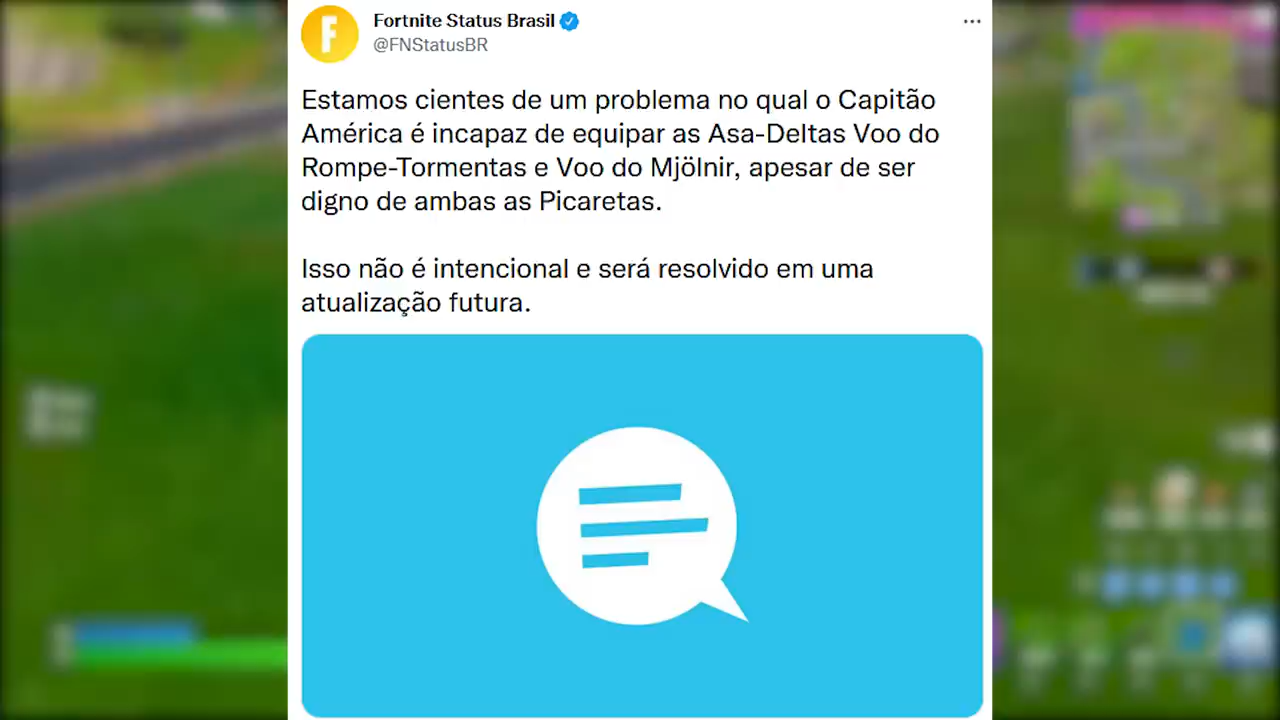 Fortnite Status Brasil
@FNStatusBR
Estamos cientes de um problema no qual o Capitão
América é incapaz de equipar as Asa-Deltas Voo do
Rompe-Tormentas e Voo do Mjölnir, apesar de ser
digno de ambas as Picaretas.
Isso não é intencional e será resolvido em uma
atualização futura.